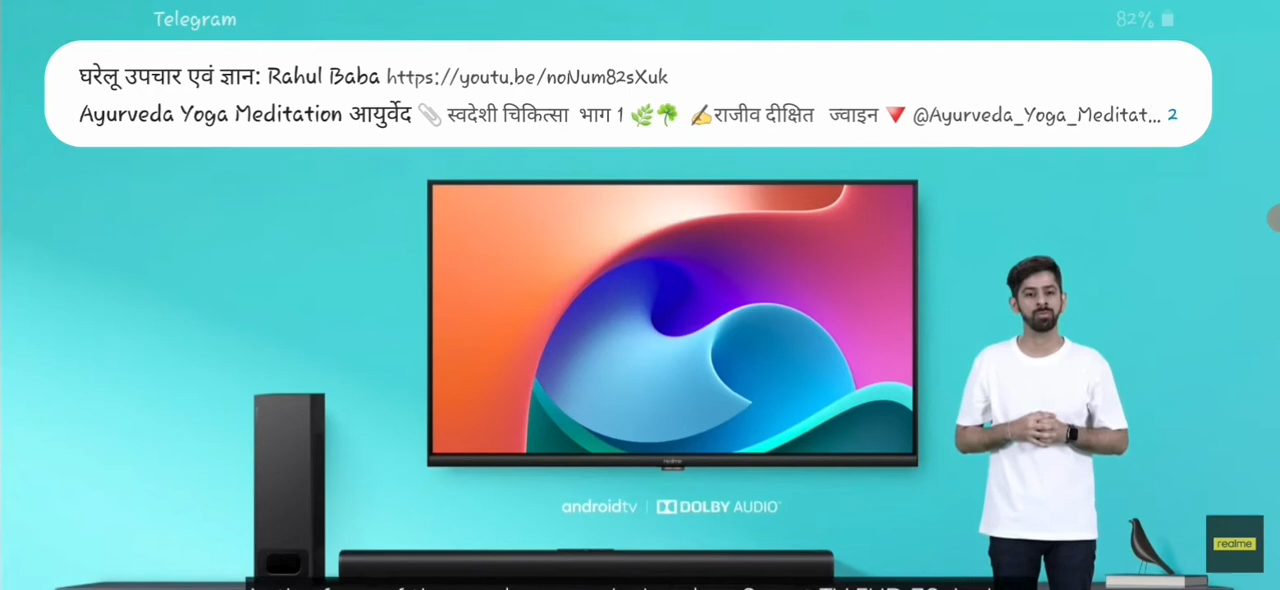 Telegram
82%
घरेलू उपचार एवं ज्ञान: Rahul Baba https://youtu.be/noNum82sXuk
Ayurveda Yoga Meditation आयुर्वेद 📎 स्वदेशी चिकित्सा भाग 1 🌿☘️ ✍️राजीव दीक्षित ज्वाइन 🔻 @Ayurveda_Yoga_Meditat... 2
realme
androidtv | DOLBY AUDIO
realme